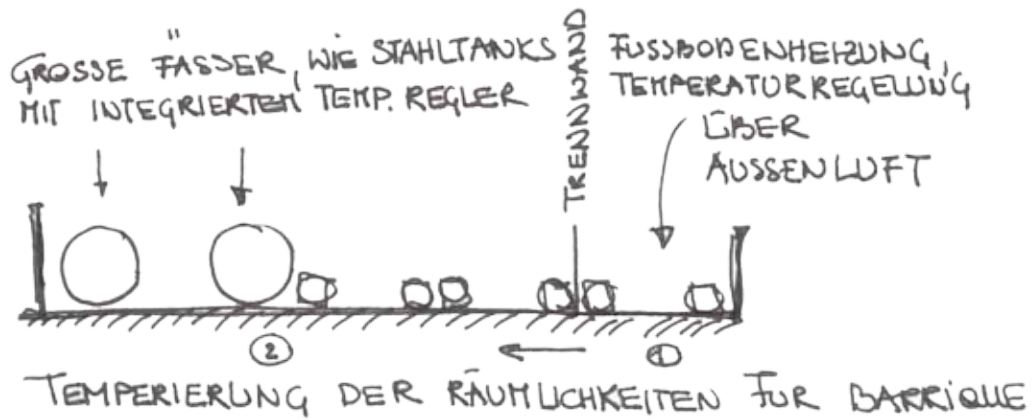 GROSSE FÄSSER, WIE STAHLTANKS
MIT INTEGRIERTEM TEMP. REGLER
TRENNWAND
FUSSBODENHEIZUNG,
TEMPERATURREGELUNG
ÜBER
AUSSENLUFT
2
1
TEMPERIERUNG DER RÄUMLICHKEITEN FÜR BARRIQUE